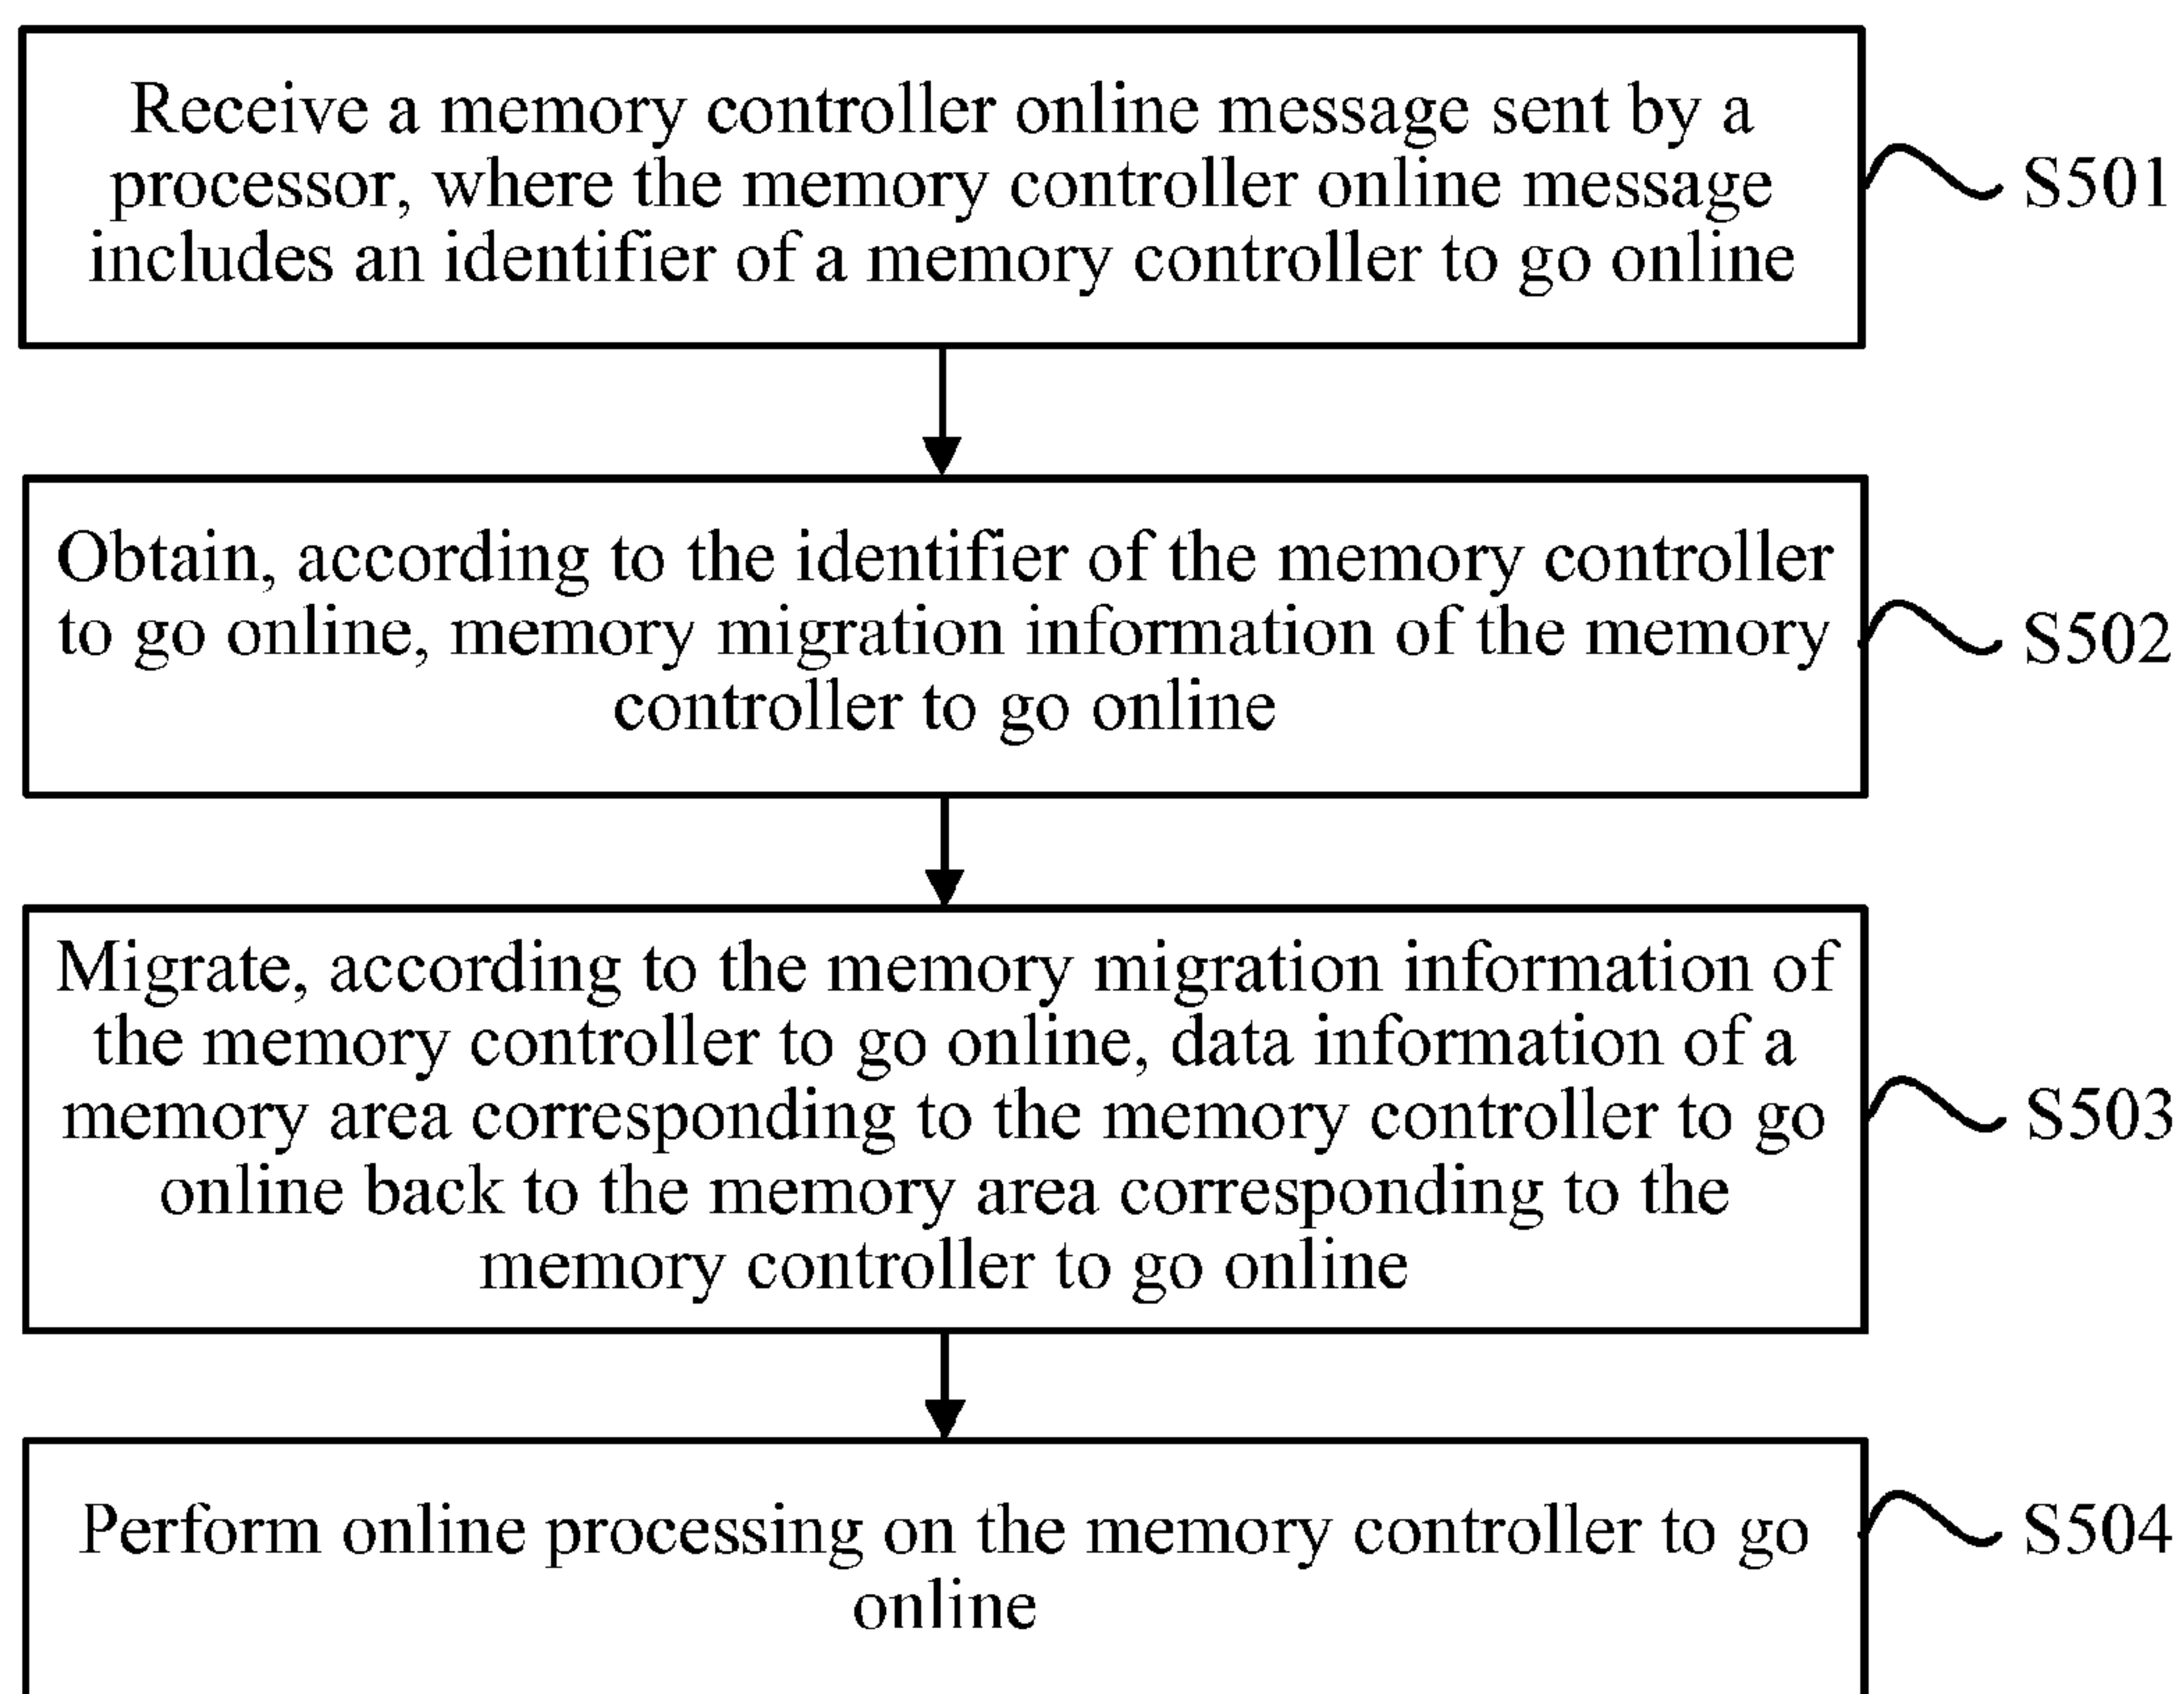 Receive a memory controller online message sent by a
processor, where the memory controller online message
includes an identifier of a memory controller to go online
S501
Obtain, according to the identifier of the memory controller
to go online, memory migration information of the memory
controller to go online
S502
Migrate, according to the memory migration information of
the memory controller to go online, data information of a
memory area corresponding to the memory controller to go
online back to the memory area corresponding to the
memory controller to go online
S503
Perform online processing on the memory controller to go
online
S504